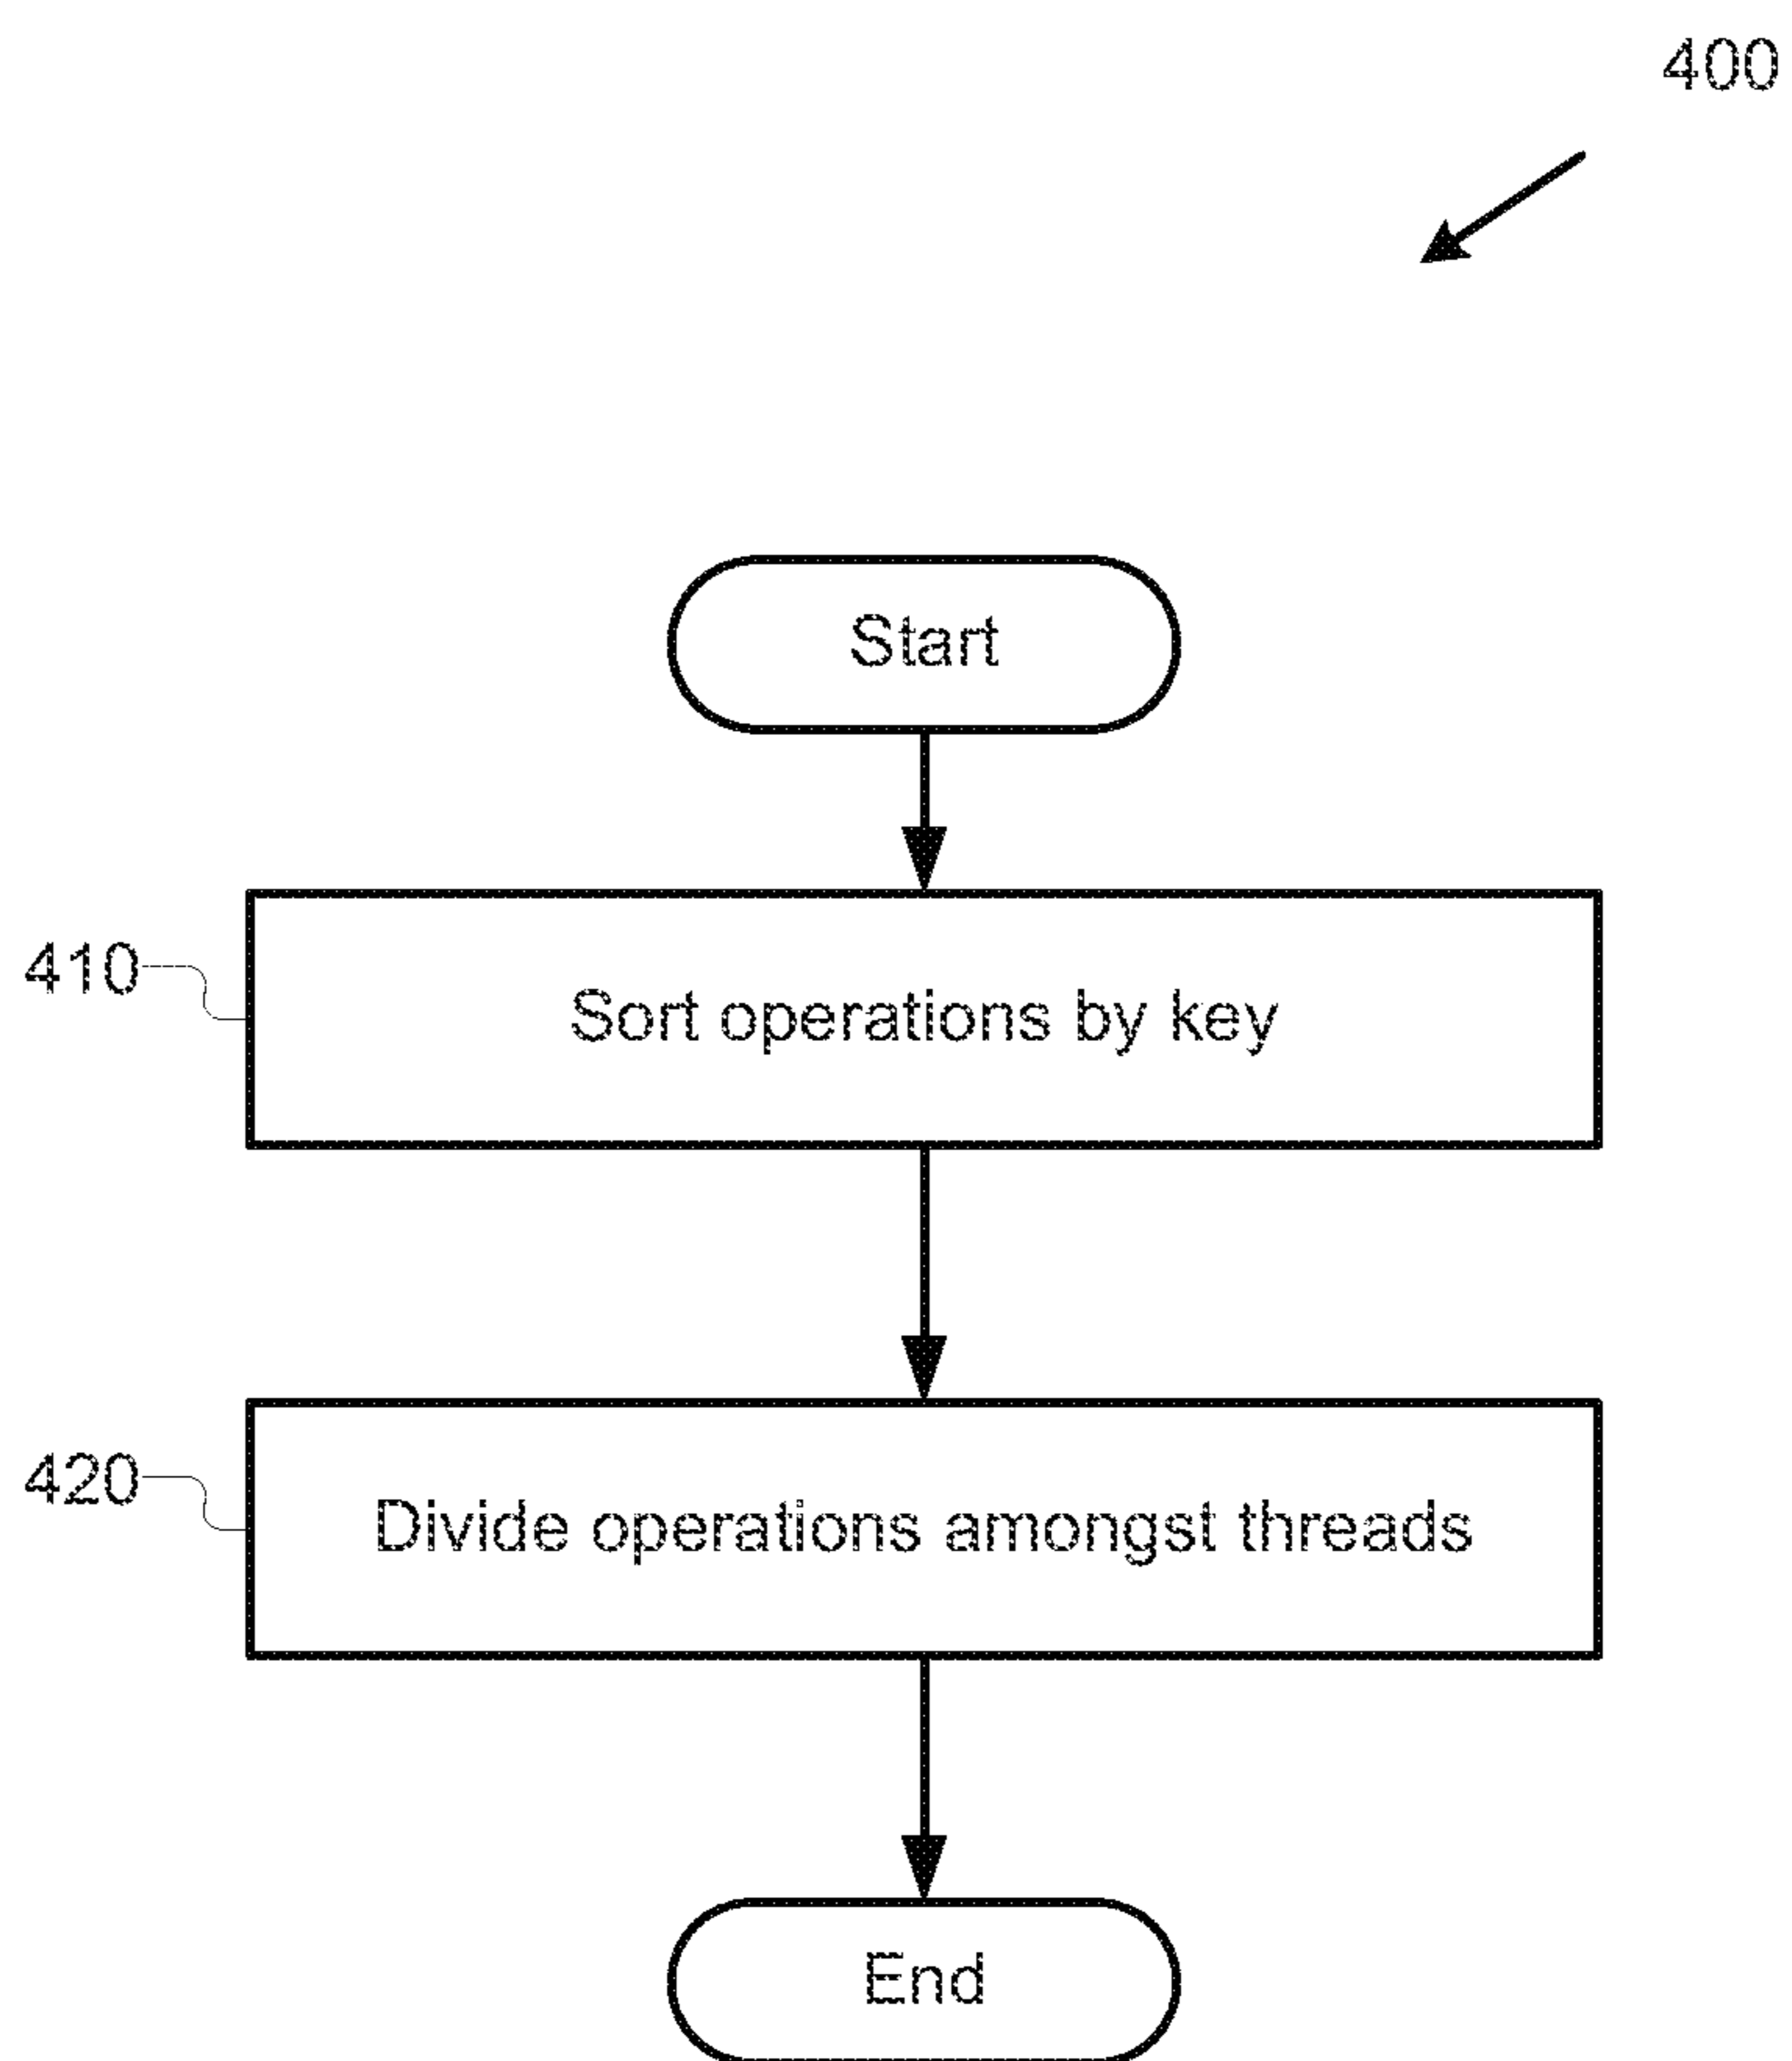 400
Start
410
Sort operations by key
420
Divide operations amongst threads
End